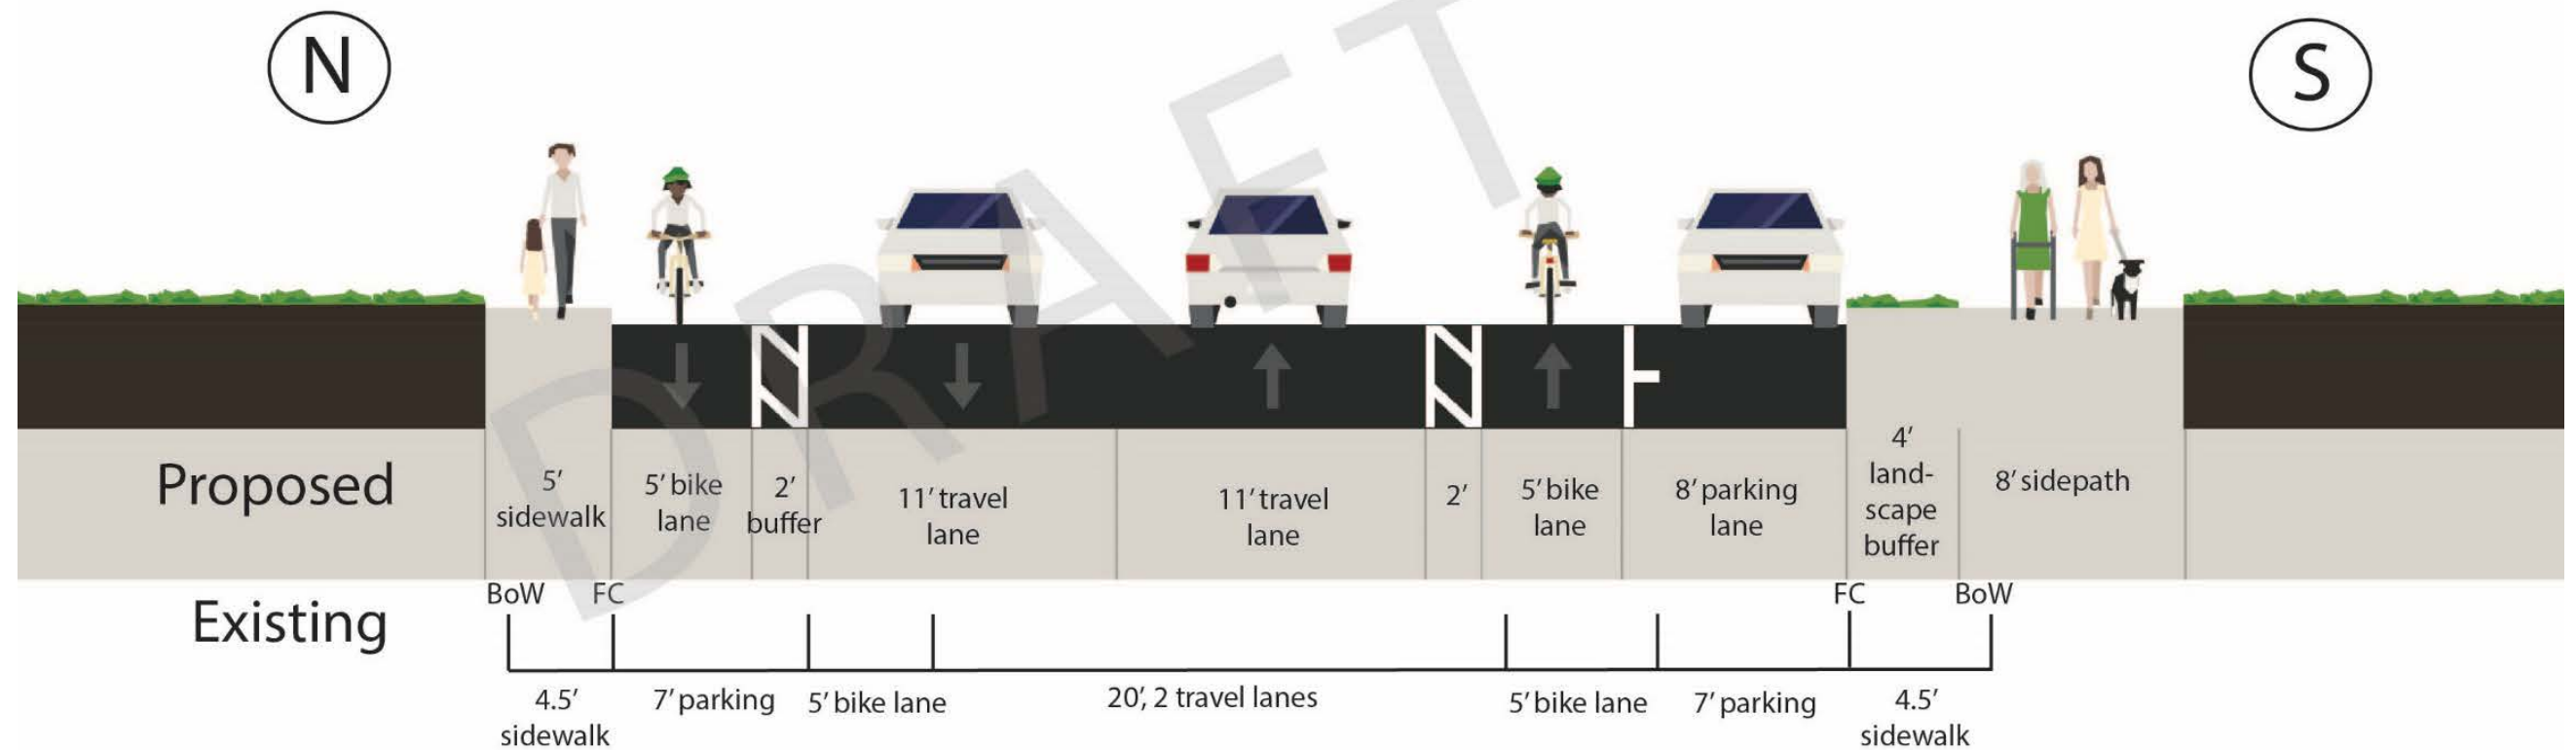 N
S
DRAFT
Proposed
5′
sidewalk
5′ bike
lane
2′
buffer
11′ travel
lane
11′ travel
lane
2′
5′ bike
lane
8′ parking
lane
4′
land-
scape
buffer
8′ sidepath
BoW
FC
FC
BoW
Existing
4.5′
sidewalk
7′ parking
5′ bike lane
20′, 2 travel lanes
5′ bike lane
7′ parking
4.5′
sidewalk